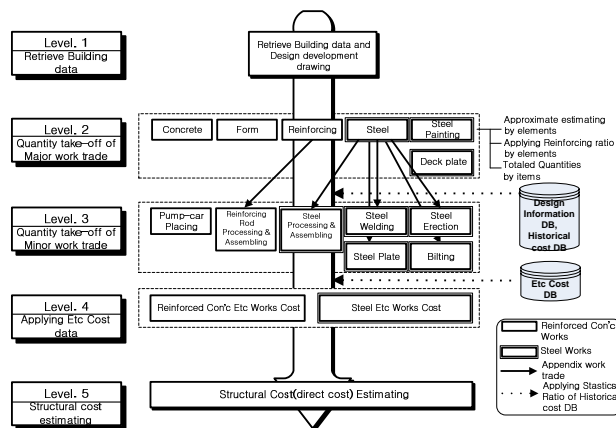 Level. 1
Retrieve Building
data
Retrieve Building data and
Design development
drawing
Level. 2
Quantity take-off of
Major work trade
Concrete
Form
Reinforcing
Steel
Steel
Painting
Deck plate
Approximate estimating
by elements
Applying Reinforcing ratio
by elements
Totaled Quantities
by items
Level. 3
Quantity take-off of
Minor work trade
Pump-car
Placing
Reinforcing
Rod
Processing &
Assembling
Steel
Processing &
Assembling
Steel
Welding
Steel
Erection
Steel Plate
Bilting
Design
Information
DB,
Historical
cost DB
Etc Cost
DB
Level. 4
Applying Etc Cost
data
Reinforced Con'c Etc Works Cost
Steel Etc Works Cost
Reinforced Con'c
Works
Steel Works
Appendix work
trade
Applying Stastics
Ratio of Historical
cost DB
Level. 5
Structural cost
estimating
Structural Cost(direct cost) Estimating